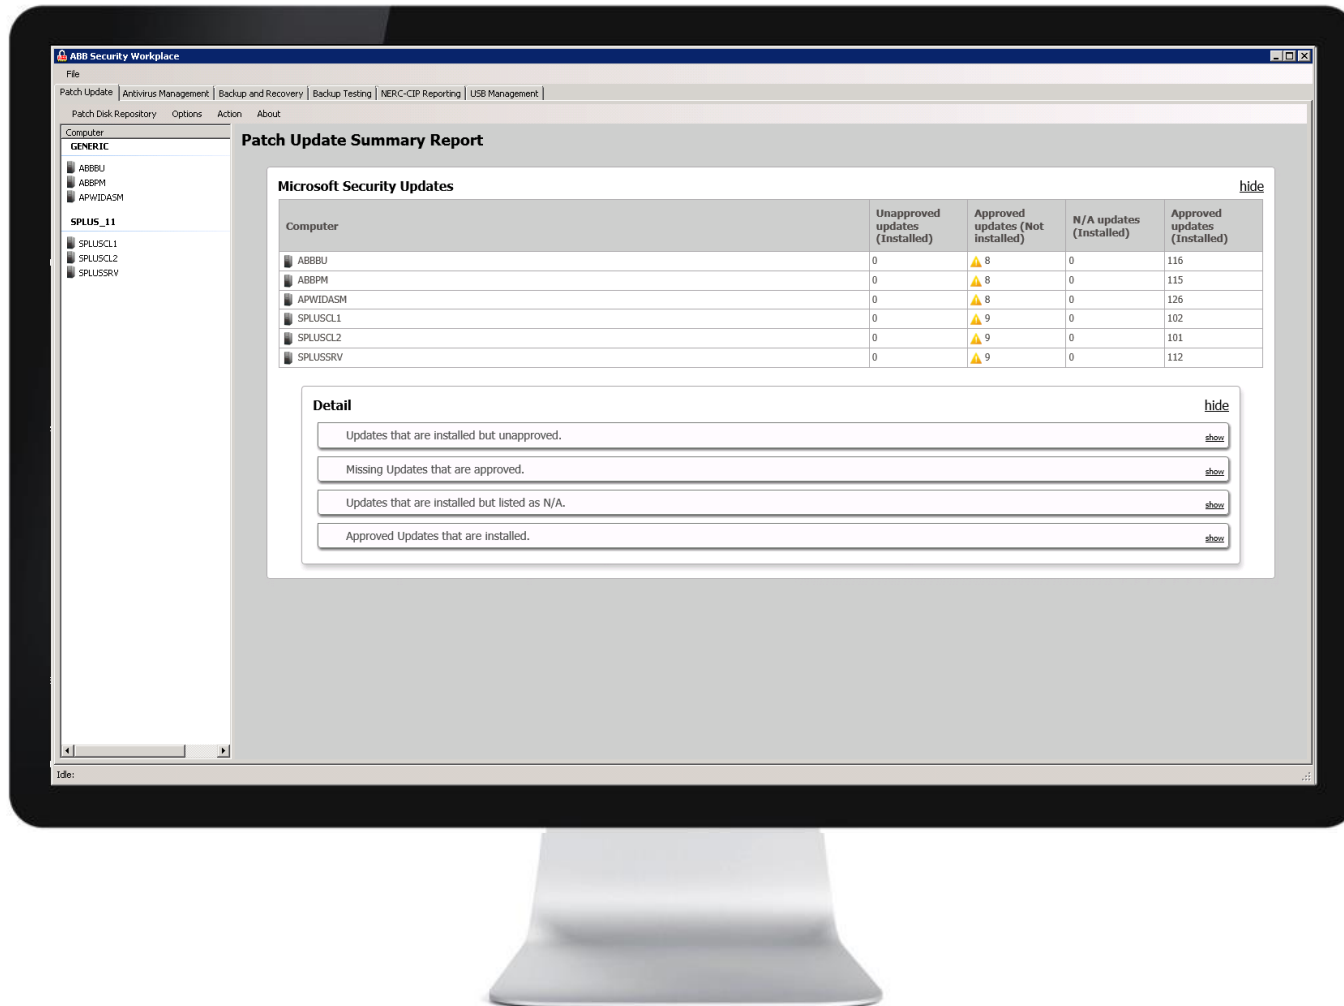 ABB Security Workplace
File
Patch Update Antivirus Management Backup and Recovery Backup Testing NERC-CIP Reporting USB Management
Patch Disk Repository Options Action About
Computer
GENERIC
ABBBU
ABBPM
APWIDASM
SPLUS_11
SPLUSCL1
SPLUSCL2
SPLUSSRV
Patch Update Summary Report
Microsoft Security Updates hide
Computer Unapproved updates (Installed) Approved updates (Not installed) N/A updates (Installed) Approved updates (Installed)
ABBBU 0 8 0 116
ABBPM 0 8 0 115
APWIDASM 0 8 0 126
SPLUSCL1 0 9 0 102
SPLUSCL2 0 9 0 101
SPLUSSRV 0 9 0 112
Detail hide
Updates that are installed but unapproved. show
Missing Updates that are approved. show
Updates that are installed but listed as N/A. show
Approved Updates that are installed. show
Idle: